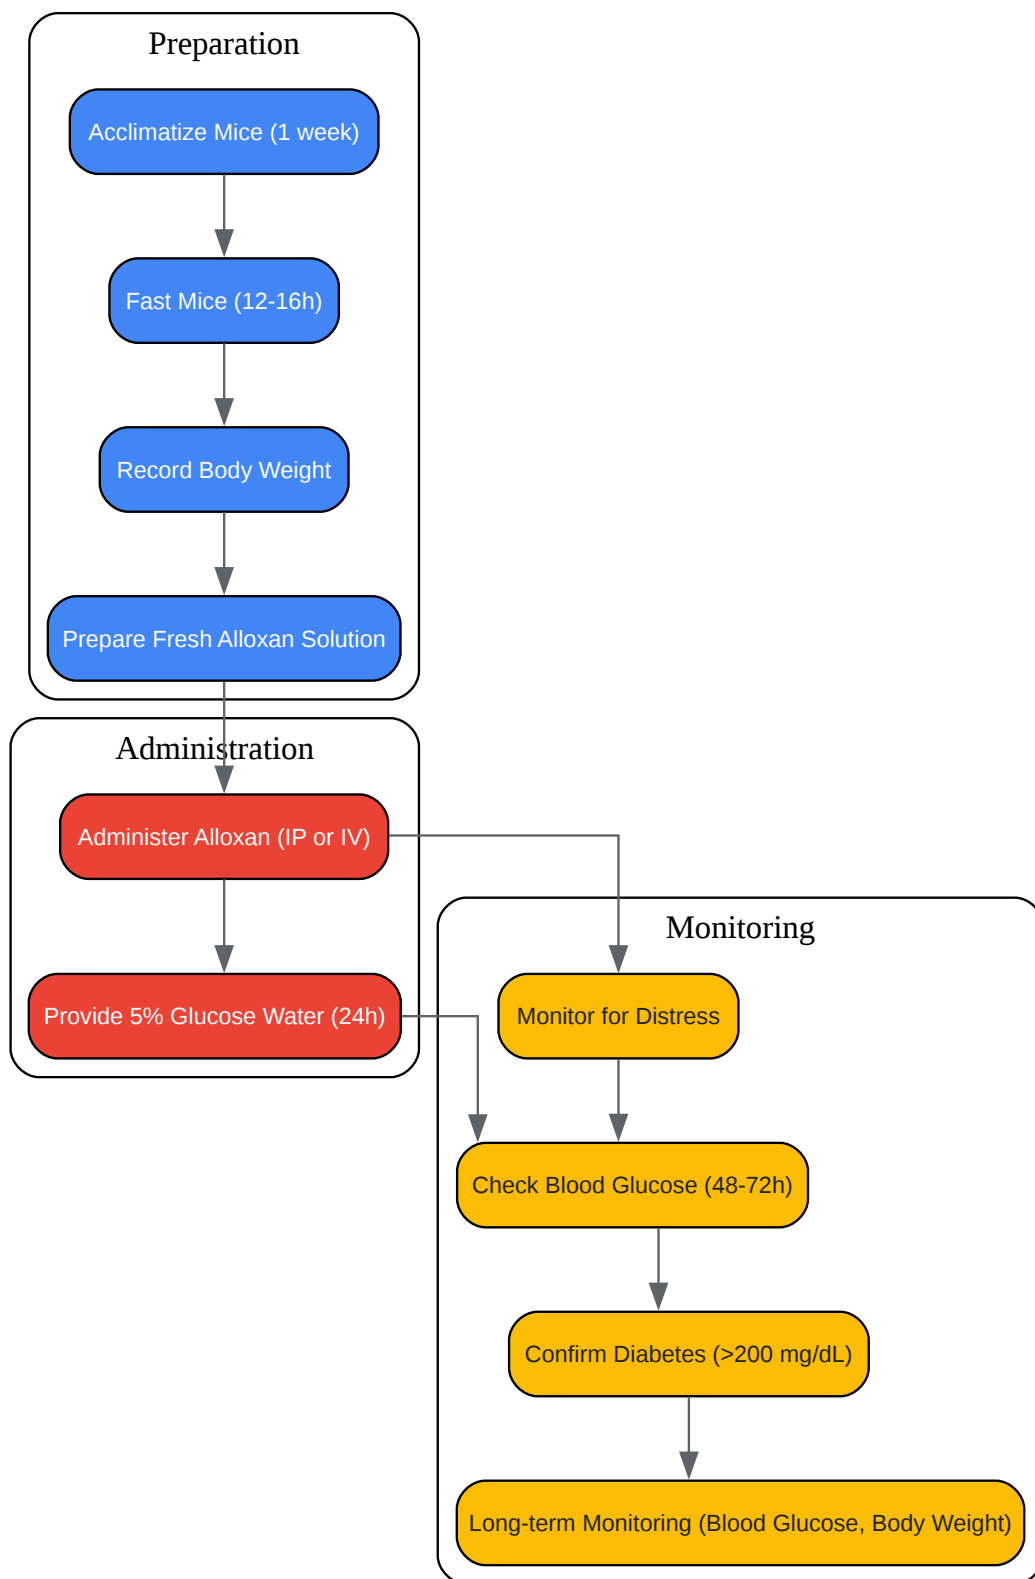 Preparation
Acclimatize Mice (1 week)
Fast Mice (12-16h)
Record Body Weight
Prepare Fresh Alloxan Solution
Administration
Administer Alloxan (IP or IV)
Provide 5% Glucose Water (24h)
Monitoring
Monitor for Distress
Check Blood Glucose (48-72h)
Confirm Diabetes (>200 mg/dL)
Long-term Monitoring (Blood Glucose, Body Weight)